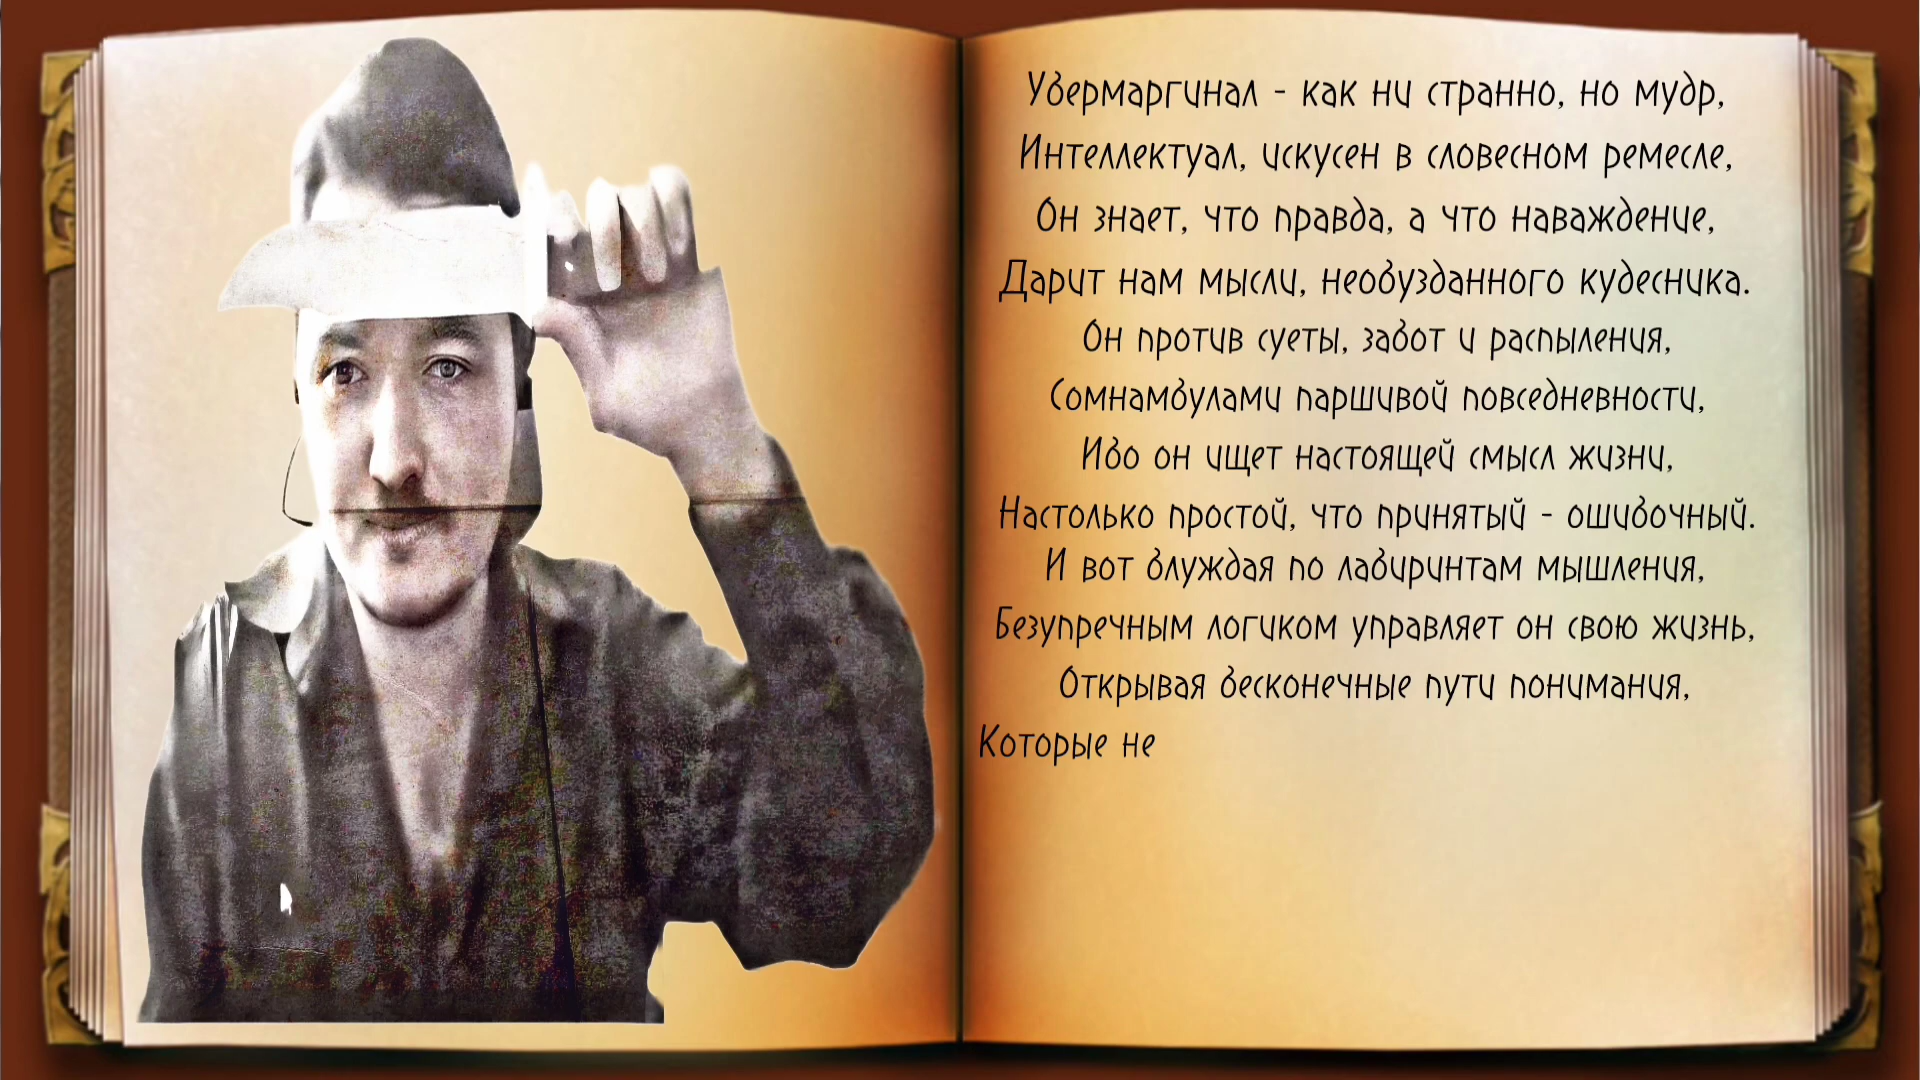 Убермаргинал - как ни странно, но мудр,
Интеллектуал, искусен в словесном ремесле,
Он знает, что правда, а что наваждение,
Дарит нам мысли, необузданного кудесника.
Он против суеты, забот и распыления,
Сомнамбулами паршивой повседневности,
Ибо он ищет настоящей смысл жизни,
Настолько простой, что принятый - ошибочный.
И вот блуждая по лабиринтам мышления,
Безупречным логиком управляет он свою жизнь,
Открывая бесконечные пути понимания,
Которые не